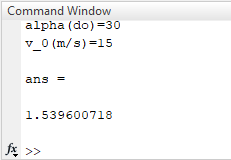 Command Window
alpha(do)=30
v_0(m/s)=15
ans =
1.539600718
fx >>